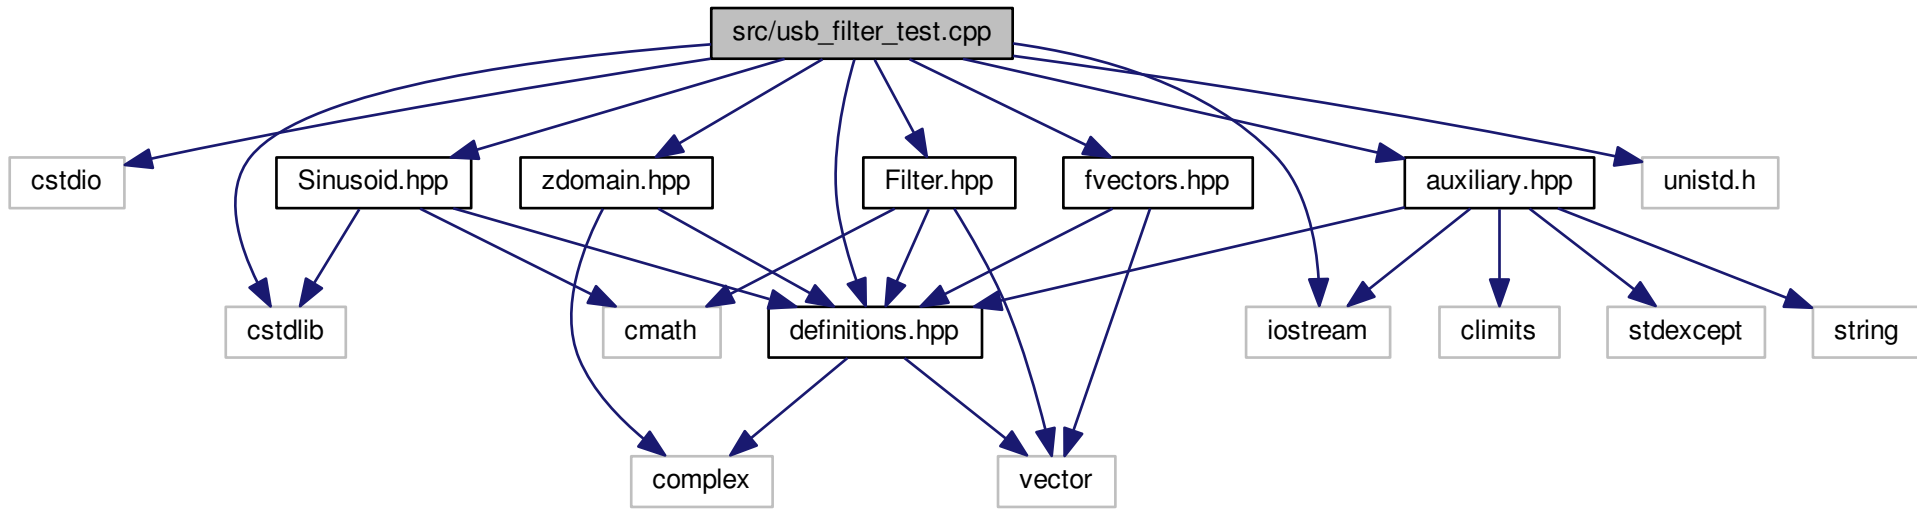 src/usb_filter_test.cpp
cstdio
Sinusoid.hpp
zdomain.hpp
Filter.hpp
fvectors.hpp
auxiliary.hpp
unistd.h
cstdlib
cmath
definitions.hpp
iostream
climits
stdexcept
string
complex
vector